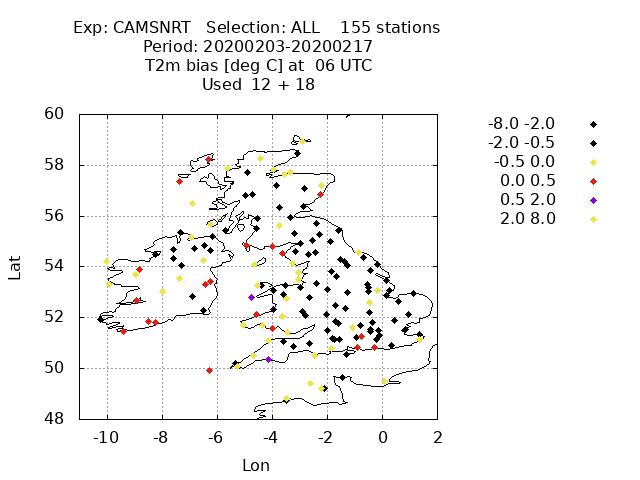 Exp: CAMSNRT Selection: ALL 155 stations
Period: 20200203-20200217
T2m bias [deg C] at 06 UTC
Used 12 + 18
-8.0 -2.0
-2.0 -0.5
-0.5 0.0
0.0 0.5
0.5 2.0
2.0 8.0
60
58
56
54
52
50
48
Lat
-10 -8 -6 -4 -2 0 2
Lon